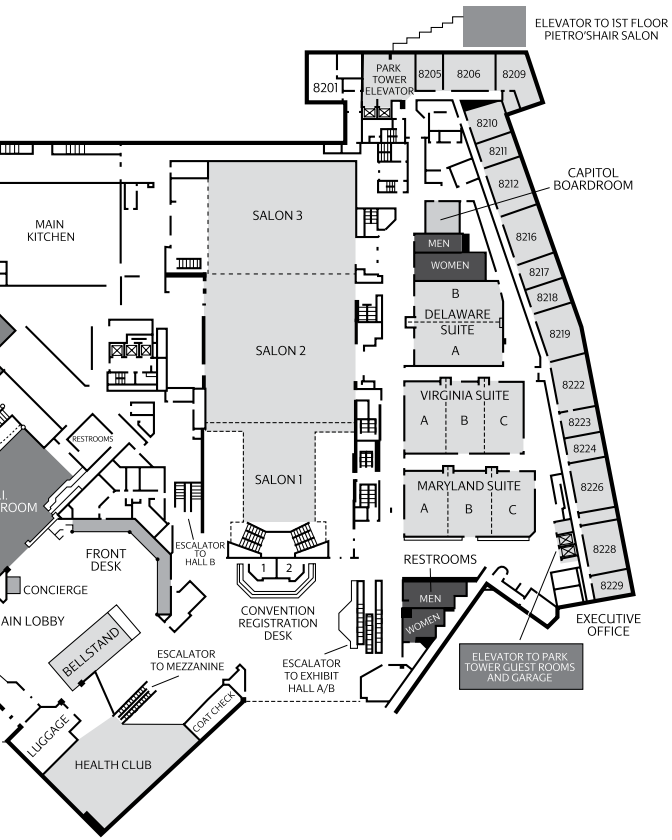 ELEVATOR TO 1ST FLOOR
PIETRO'SHAIR SALON
PARK
TOWER
ELEVATOR
8201
8205
8206
8209
8210
8211
8212
CAPITOL
BOARDROOM
MAIN
KITCHEN
SALON 3
8216
MEN
WOMEN
8217
8218
B
DELAWARE
SUITE
A
8219
SALON 2
8222
VIRGINIA SUITE
A
B
C
8223
8224
RESTROOMS
SALON 1
MARYLAND SUITE
A
B
C
8226
.I.
ROOM
ESCALATOR
TO
HALL B
FRONT
DESK
8228
1
2
RESTROOMS
8229
CONCIERGE
MEN
WOMEN
AIN LOBBY
CONVENTION
REGISTRATION
DESK
EXECUTIVE
OFFICE
BELLSTAND
ESCALATOR
TO MEZZANINE
ESCALATOR
TO EXHIBIT
HALL A/B
ELEVATOR TO PARK
TOWER GUEST ROOMS
AND GARAGE
LUGGAGE
COAT CHECK
HEALTH CLUB